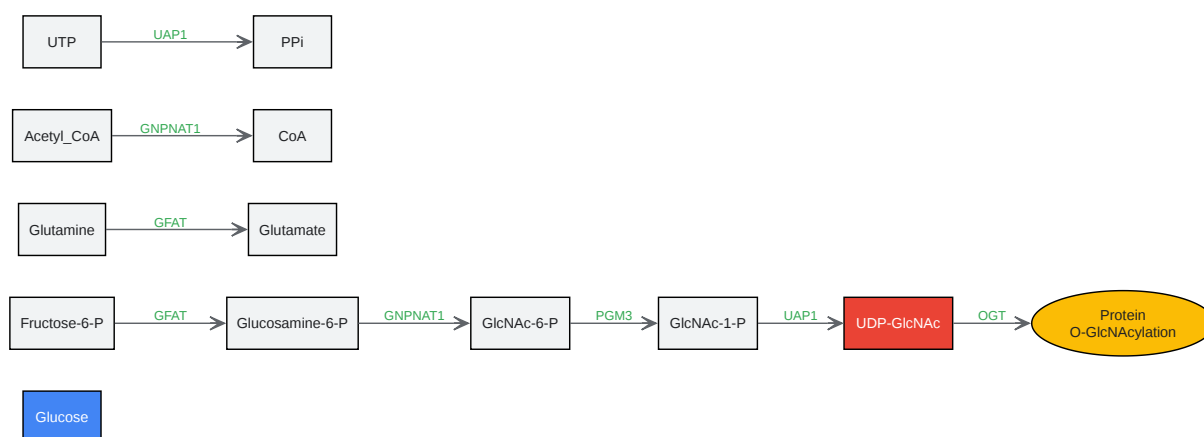 UTP
UAP1
PPi
Acetyl_CoA
GNPNAT1
CoA
Glutamine
GFAT
Glutamate
Fructose-6-P
GFAT
Glucosamine-6-P
GNPNAT1
GlcNAc-6-P
PGM3
GlcNAc-1-P
UAP1
UDP-GlcNAc
OGT
Protein
O-GlcNAcylation
Glucose